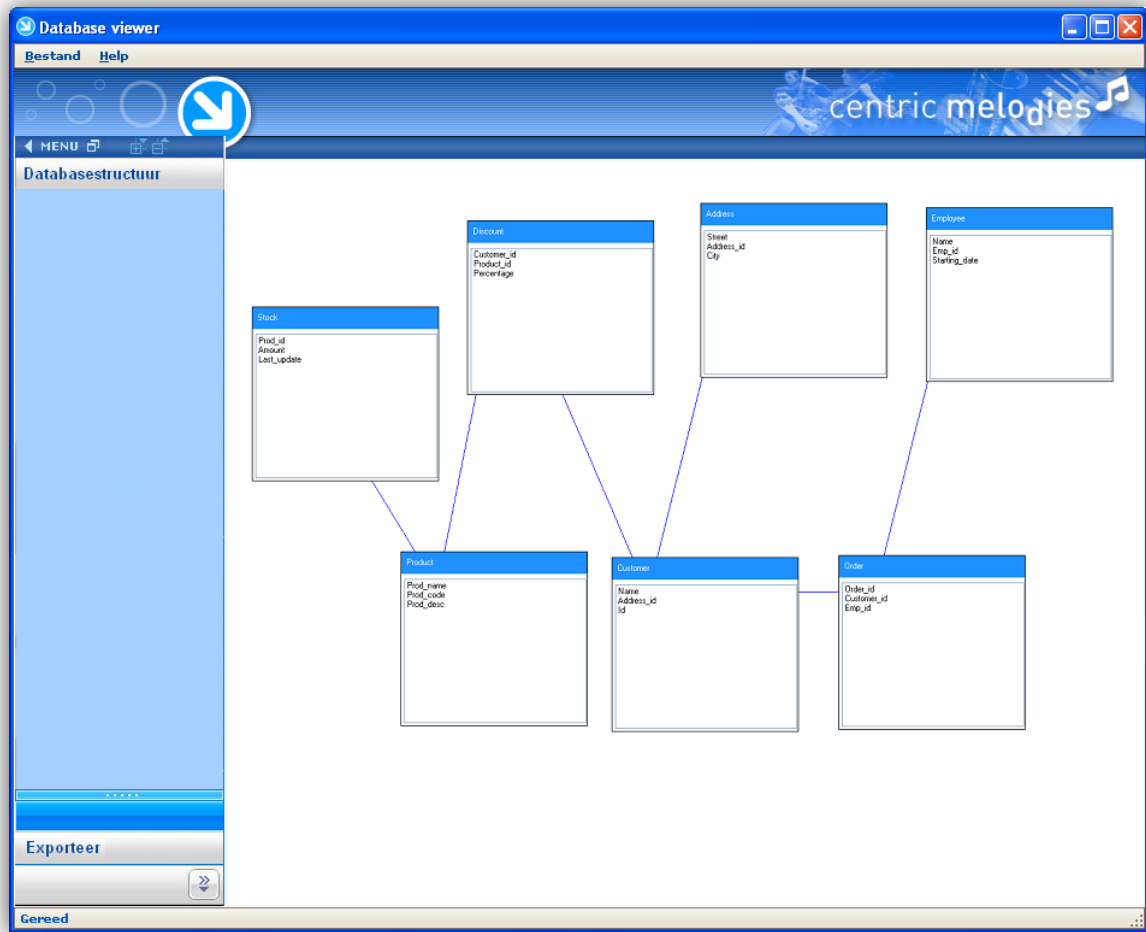 Database viewer
Bestand Help
centric melodies
MENU
Databasestructuur
Stock
Prod_id
Amount
Last_update
Discount
Customer_id
Product_id
Percentage
Address
Street
Address_id
City
Employee
Name
Emp_id
Starting_date
Product
Prod_name
Prod_code
Prod_desc
Customer
Name
Address_id
Id
Order
Order_id
Customer_id
Emp_id
Exporteer
Gereed